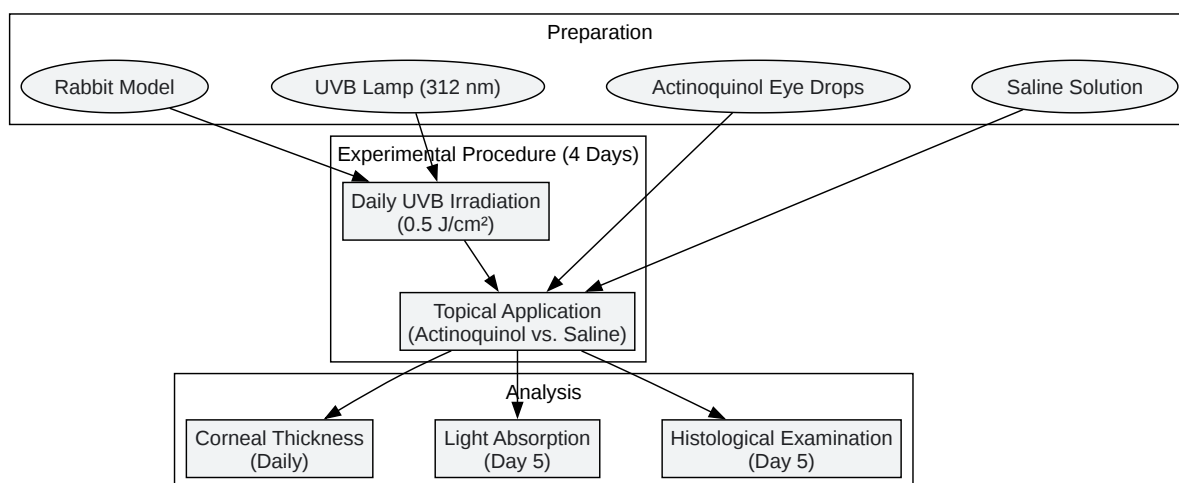 Preparation
Rabbit Model
UVB Lamp (312 nm)
Actinoquinol Eye Drops
Saline Solution
Experimental Procedure (4 Days)
Daily UVB Irradiation
(0.5 J/cm²)
Topical Application
(Actinoquinol vs. Saline)
Analysis
Corneal Thickness
(Daily)
Light Absorption
(Day 5)
Histological Examination
(Day 5)